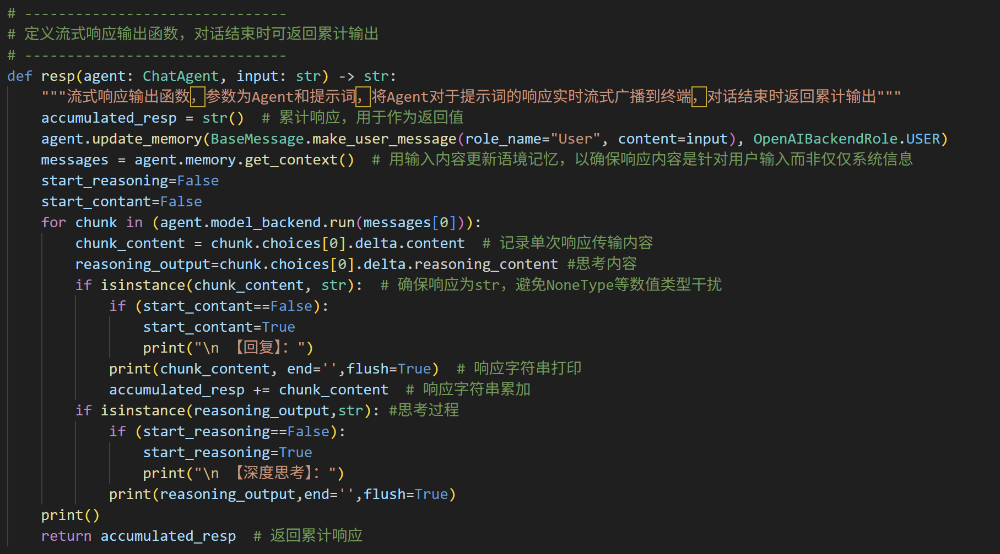 # -------------------------------
# 定义流式响应输出函数，对话结束时可返回累计输出
# -------------------------------
def resp(agent: ChatAgent, input: str) -> str:
    """流式响应输出函数，参数为Agent和提示词，将Agent对于提示词的响应实时流式广播到终端，对话结束时返回累计输出"""
    accumulated_resp = str()  # 累计响应，用于作为返回值
    agent.update_memory(BaseMessage.make_user_message(role_name="User", content=input), OpenAIBackendRole.USER)
    messages = agent.memory.get_context()  # 用输入内容更新语境记忆，以确保响应内容是针对用户输入而非仅仅系统信息
    start_reasoning=False
    start_contant=False
    for chunk in (agent.model_backend.run(messages[0])):
        chunk_content = chunk.choices[0].delta.content  # 记录单次响应传输内容
        reasoning_output=chunk.choices[0].delta.reasoning_content #思考内容
        if isinstance(chunk_content, str):  # 确保响应为str，避免NoneType等数值类型干扰
            if (start_contant==False):
                start_contant=True
                print("\n 【回复】：")
            print(chunk_content, end='',flush=True)  # 响应字符串打印
            accumulated_resp += chunk_content  # 响应字符串累加
        if isinstance(reasoning_output,str): #思考过程
            if (start_reasoning==False):
                start_reasoning=True
                print("\n 【深度思考】：")
            print(reasoning_output,end='',flush=True)
    print()
    return accumulated_resp  # 返回累计响应